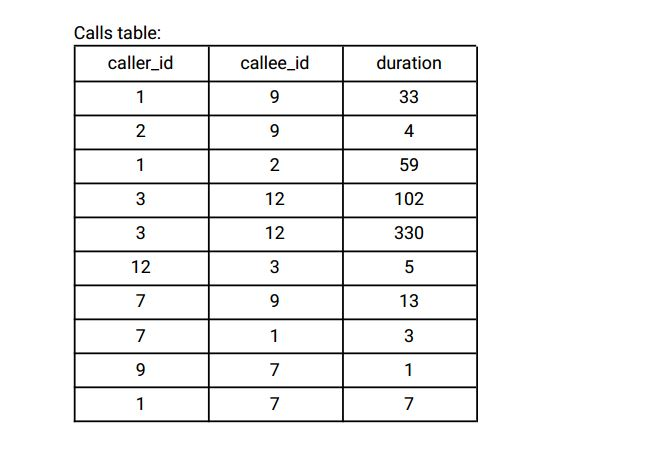 Calls table:
caller_id callee_id duration
1 9 33
2 9 4
1 2 59
3 12 102
3 12 330
12 3 5
7 9 13
7 1 3
9 7 1
1 7 7